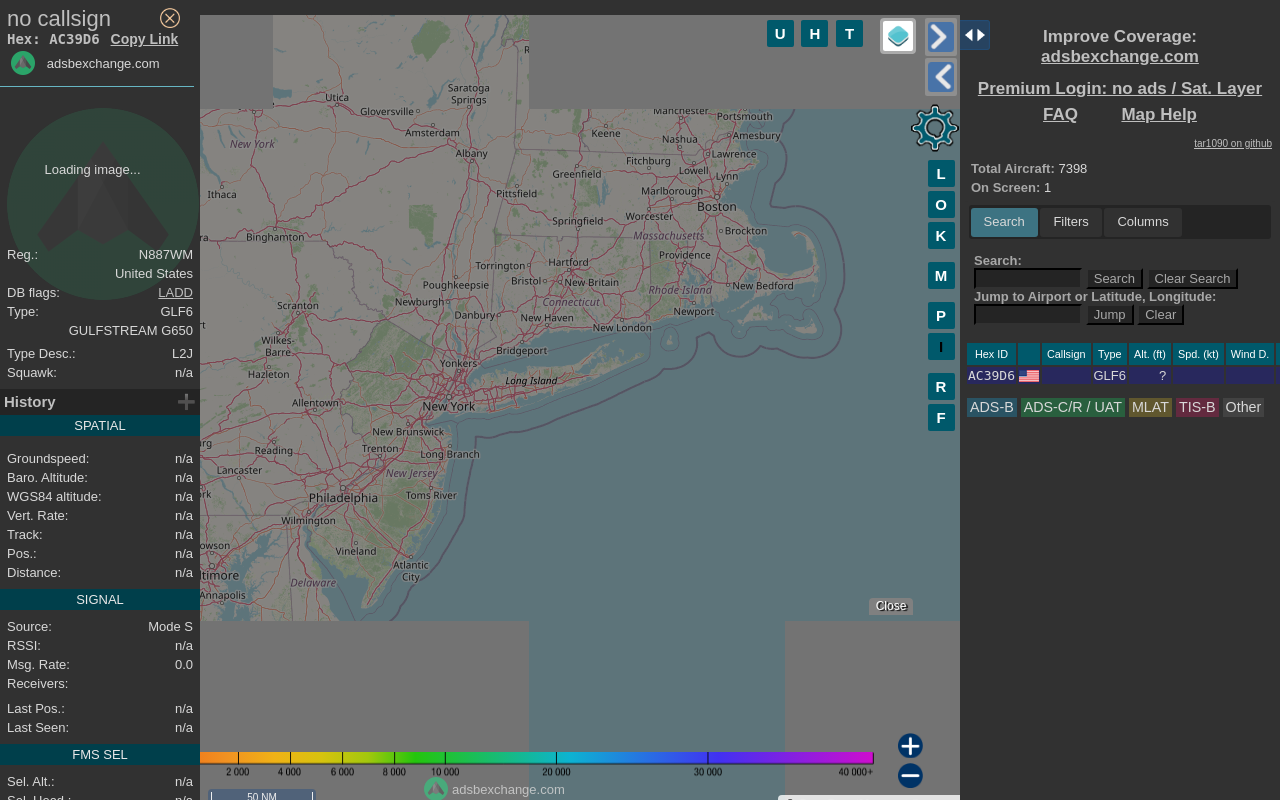 no callsign
Hex: AC39D6 Copy Link
adsbexchange.com
Loading image...
Reg.: N887WM
United States
DB flags: LADD
Type: GLF6
GULFSTREAM G650
Type Desc.: L2J
Squawk: n/a
History
SPATIAL
Groundspeed: n/a
Baro. Altitude: n/a
WGS84 altitude: n/a
Vert. Rate: n/a
Track: n/a
Pos.: n/a
Distance: n/a
SIGNAL
Source: Mode S
RSSI: n/a
Msg. Rate: 0.0
Receivers:
Last Pos.: n/a
Last Seen: n/a
FMS SEL
Sel. Alt.: n/a
U H T
L
O
K
M
P
I
R
F
Utica
Gloversville
Saratoga Springs
Amsterdam
New York
Albany
Ithaca
Binghamton
Keene
Manchester
Portsmouth
Nashua
Amesbury
Fitchburg
Lawrence
Lowell
Lynn
Greenfield
Pittsfield
Marlborough
Boston
Worcester
Springfield
Massachusetts
Brockton
Torrington
Hartford
Providence
Poughkeepsie
Bristol
New Britain
Rhode Island
New Bedford
Scranton
Newburgh
Connecticut
Danbury
New Haven
Newport
New London
Wilkes-Barre
Bridgeport
Hazleton
Yonkers
Long Island
Allentown
New York
New Brunswick
Reading
Trenton
Long Branch
Lancaster
New Jersey
Philadelphia
Toms River
Wilmington
Vineland
Atlantic City
Delaware
Annapolis
Close
2 000 4 000 6 000 8 000 10 000 20 000 30 000 40 000+
adsbexchange.com
50 NM
Improve Coverage:
adsbexchange.com
Premium Login: no ads / Sat. Layer
FAQ Map Help
tar1090 on github
Total Aircraft: 7398
On Screen: 1
Search Filters Columns
Search:
Search Clear Search
Jump to Airport or Latitude, Longitude:
Jump Clear
Hex ID Callsign Type Alt. (ft) Spd. (kt) Wind D.
AC39D6 GLF6 ?
ADS-B ADS-C/R / UAT MLAT TIS-B Other